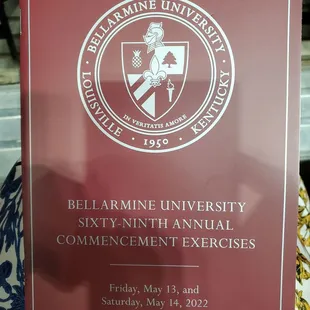 BELLARMINE UNIVERSITY
LOUISVILLE · KENTUCKY
IN VERITATIS AMORE
· 1950 ·
BELLARMINE UNIVERSITY
SIXTY-NINTH ANNUAL
COMMENCEMENT EXERCISES
Friday, May 13, and
Saturday, May 14, 2022